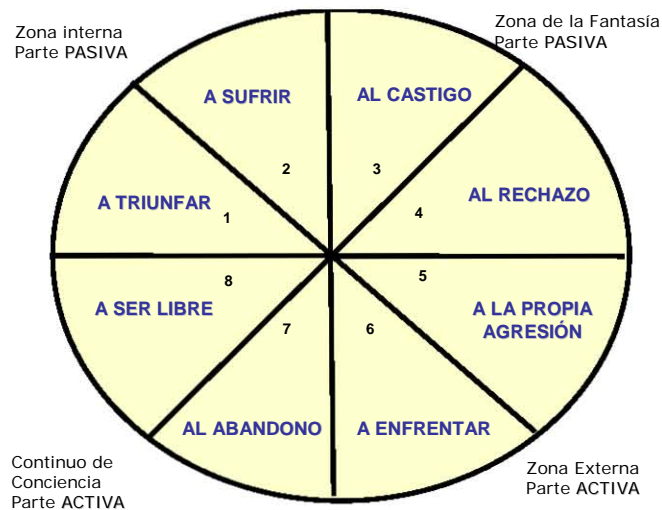 Zona interna
Parte PASIVA
Zona de la Fantasía
Parte PASIVA
A SUFRIR
AL CASTIGO
2
3
A TRIUNFAR
1
4
AL RECHAZO
8
5
A SER LIBRE
A LA PROPIA
AGRESIÓN
7
6
AL ABANDONO
A ENFRENTAR
Continuo de
Conciencia
Parte ACTIVA
Zona Externa
Parte ACTIVA